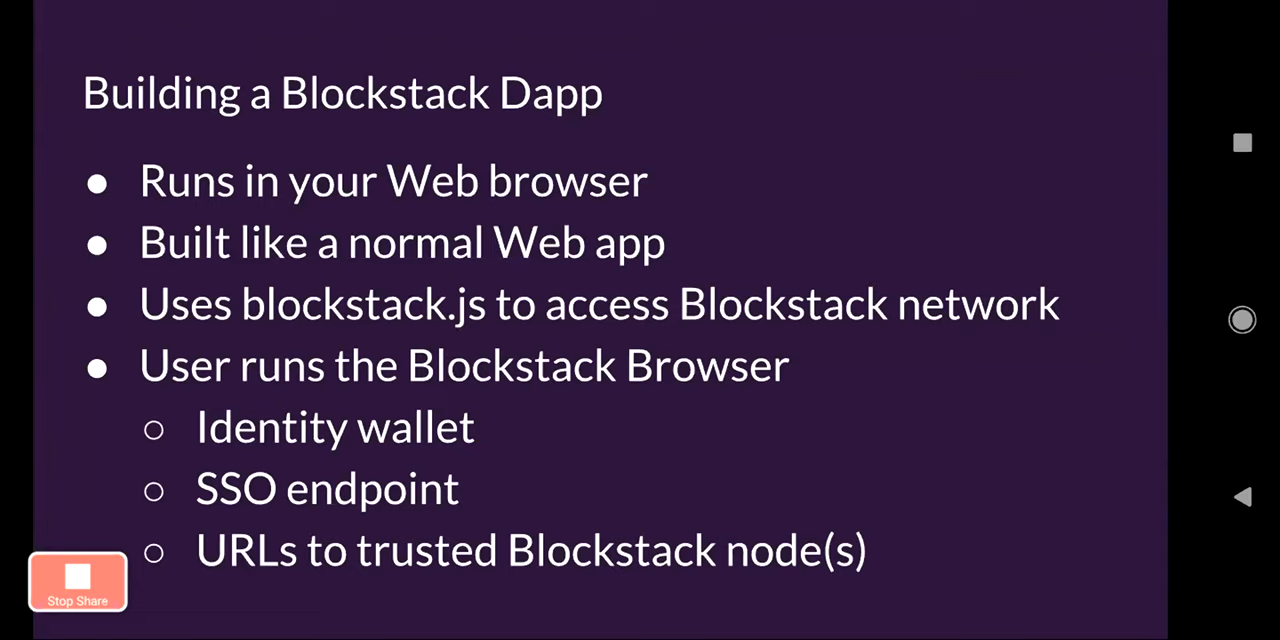 Building a Blockstack Dapp
● Runs in your Web browser
● Built like a normal Web app
● Uses blockstack.js to access Blockstack network
● User runs the Blockstack Browser
○ Identity wallet
○ SSO endpoint
○ URLs to trusted Blockstack node(s)
Stop Share